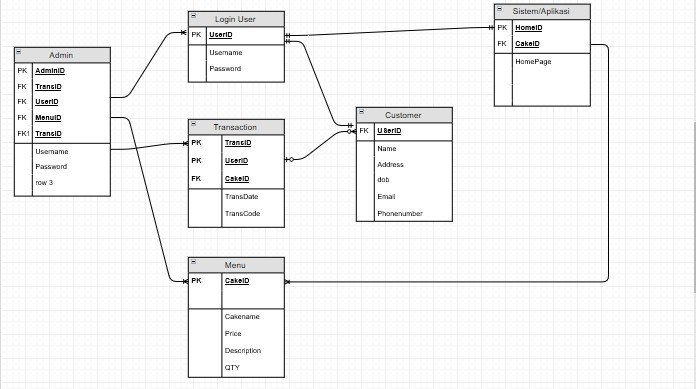 Admin
PK AdminID
FK TransID
FK UserID
FK MenuID
FK1 TransID
Username
Password
row 3
Login User
PK UserID
Username
Password
Transaction
PK TransID
PK UserID
FK CakeID
TransDate
TransCode
Menu
PK CakeID
Cakename
Price
Description
QTY
Customer
FK USerID
Name
Address
dob
Email
Phonenumber
Sistem/Aplikasi
PK HomeID
FK CakeID
HomePage